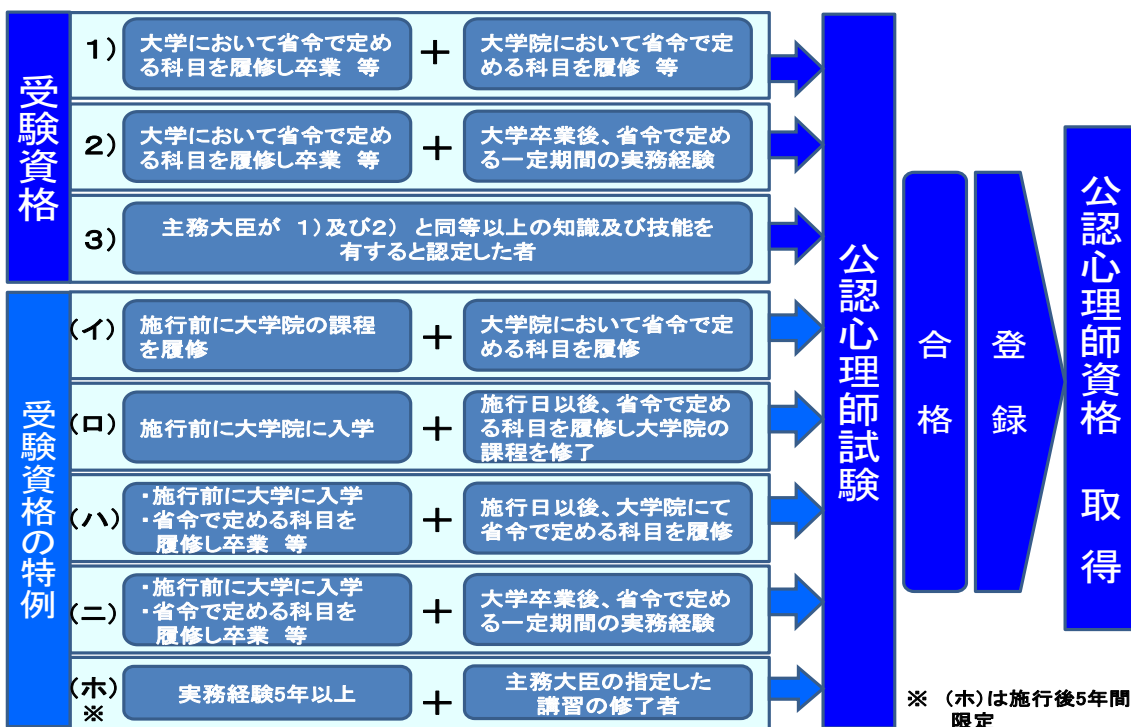 受験資格
1)
大学において省令で定め
る科目を履修し卒業 等
+
大学院において省令で定
める科目を履修 等
2)
大学において省令で定め
る科目を履修し卒業 等
+
大学卒業後、省令で定め
る一定期間の実務経験
3)
主務大臣が 1)及び2) と同等以上の知識及び技能を
有すると認定した者
受験資格の特例
(イ)
施行前に大学院の課程
を履修
+
大学院において省令で定
める科目を履修
(ロ)
施行前に大学院に入学
+
施行日以後、省令で定め
る科目を履修し大学院の
課程を修了
(ハ)
・施行前に大学に入学
・省令で定める科目を
履修し卒業 等
+
施行日以後、大学院にて
省令で定める科目を履修
(ニ)
・施行前に大学に入学
・省令で定める科目を
履修し卒業 等
+
大学卒業後、省令で定め
る一定期間の実務経験
(ホ)
※
実務経験5年以上
+
主務大臣の指定した
講習の修了者
公認心理師試験
合格
登録
公認心理師資格 取得
※ (ホ)は施行後5年間
限定